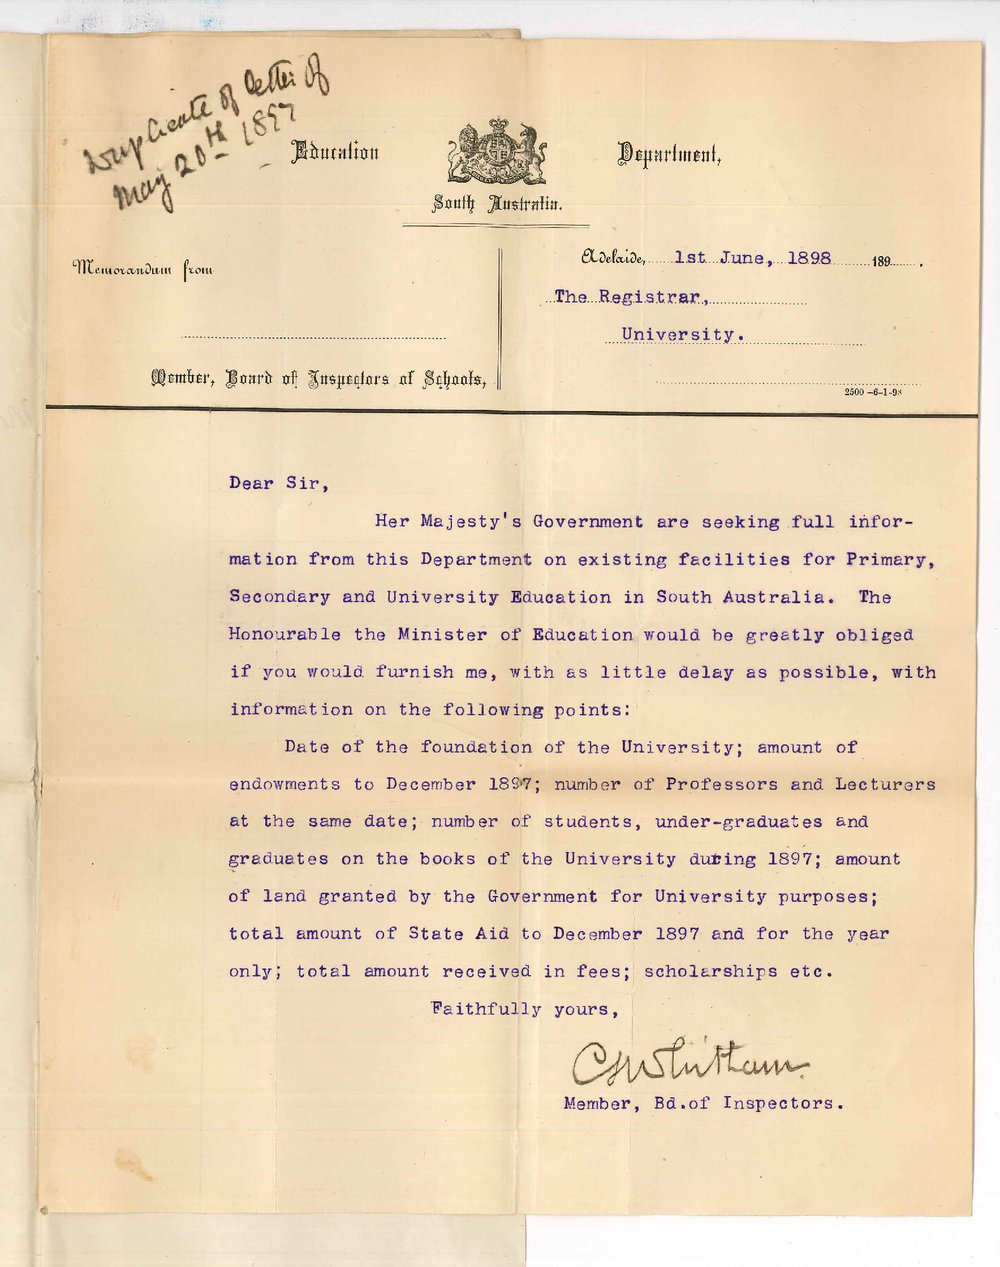 Duplicate of letter of
May 20th 1897
Education Department,
South Australia.
Memorandum from
Adelaide, 1st June, 1898 189 .
The Registrar,
University.
Member, Board of Inspectors of Schools,
2500 –6–1–98
Dear Sir,
Her Majesty's Government are seeking full infor-
mation from this Department on existing facilities for Primary,
Secondary and University Education in South Australia. The
Honourable the Minister of Education would be greatly obliged
if you would furnish me, with as little delay as possible, with
information on the following points:
Date of the foundation of the University; amount of
endowments to December 1897; number of Professors and Lecturers
at the same date; number of students, under-graduates and
graduates on the books of the University during 1897; amount
of land granted by the Government for University purposes;
total amount of State Aid to December 1897 and for the year
only; total amount received in fees; scholarships etc.
Faithfully yours,
C Whitham
Member, Bd.of Inspectors.